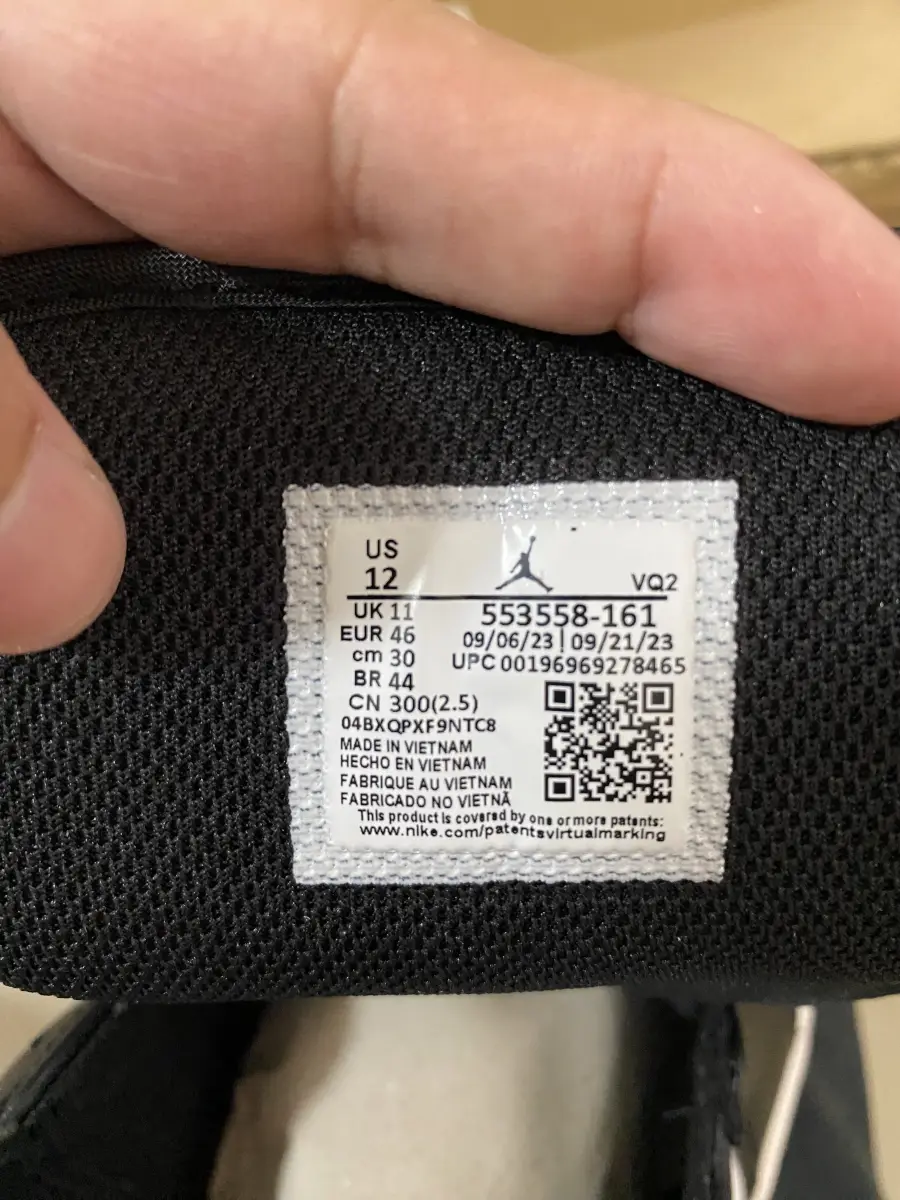 US
12
VQ2
UK 11
553558-161
EUR 46
09/06/23 | 09/21/23
cm 30
UPC 00196969278465
BR 44
CN 300(2.5)
04BXQPXF9NTC8
MADE IN VIETNAM
HECHO EN VIETNAM
FABRIQUE AU VIETNAM
FABRICADO NO VIETNÃ
This product is covered by one or more patents:
www.nike.com/patentsvirtualmarking